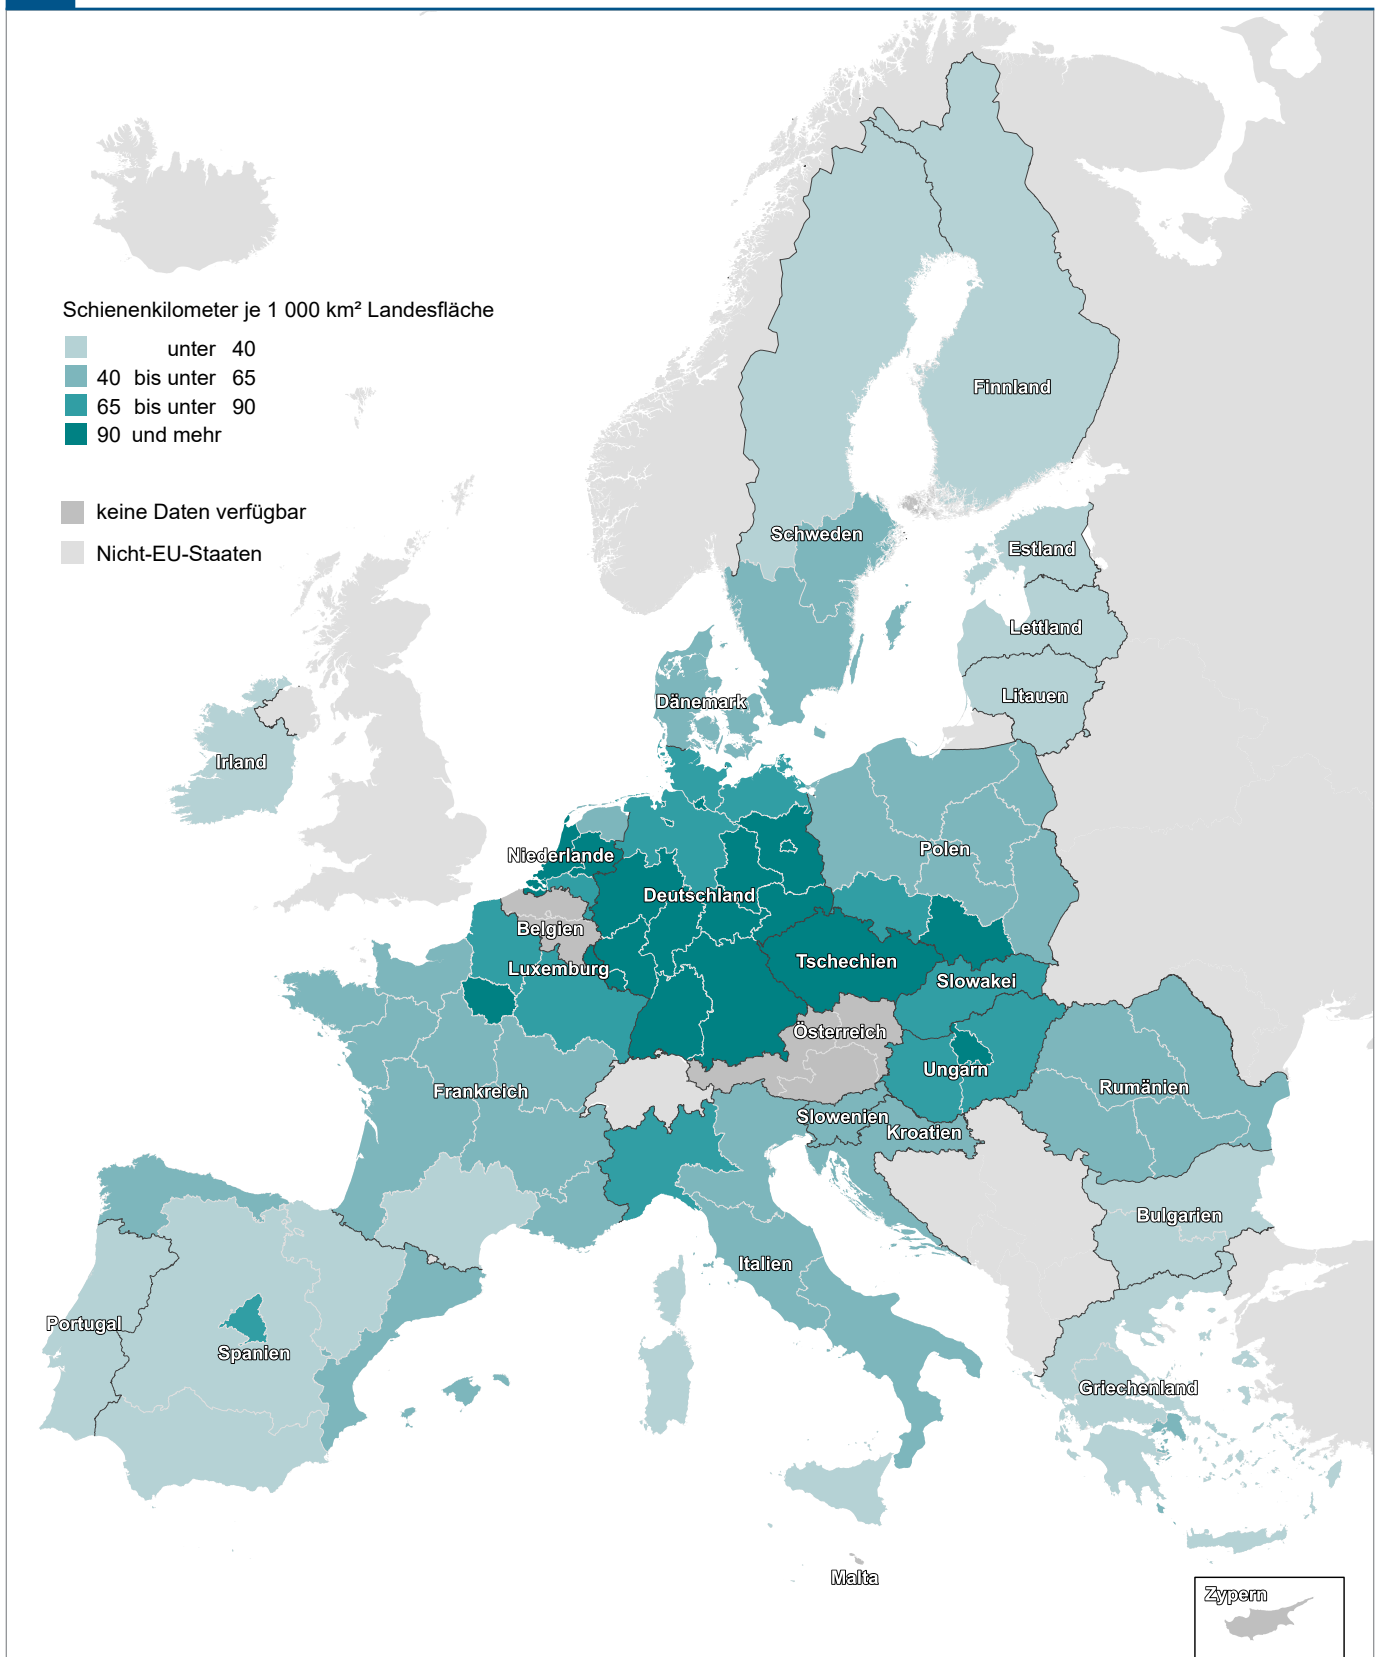 Schienenkilometer je 1 000 km² Landesfläche
unter 40
40 bis unter 65
65 bis unter 90
90 und mehr
keine Daten verfügbar
Nicht-EU-Staaten
Finnland
Schweden
Estland
Lettland
Litauen
Dänemark
Irland
Niederlande
Polen
Deutschland
Belgien
Luxemburg
Tschechien
Slowakei
Österreich
Ungarn
Frankreich
Rumänien
Slowenien
Kroatien
Bulgarien
Italien
Portugal
Spanien
Griechenland
Malta
Zypern